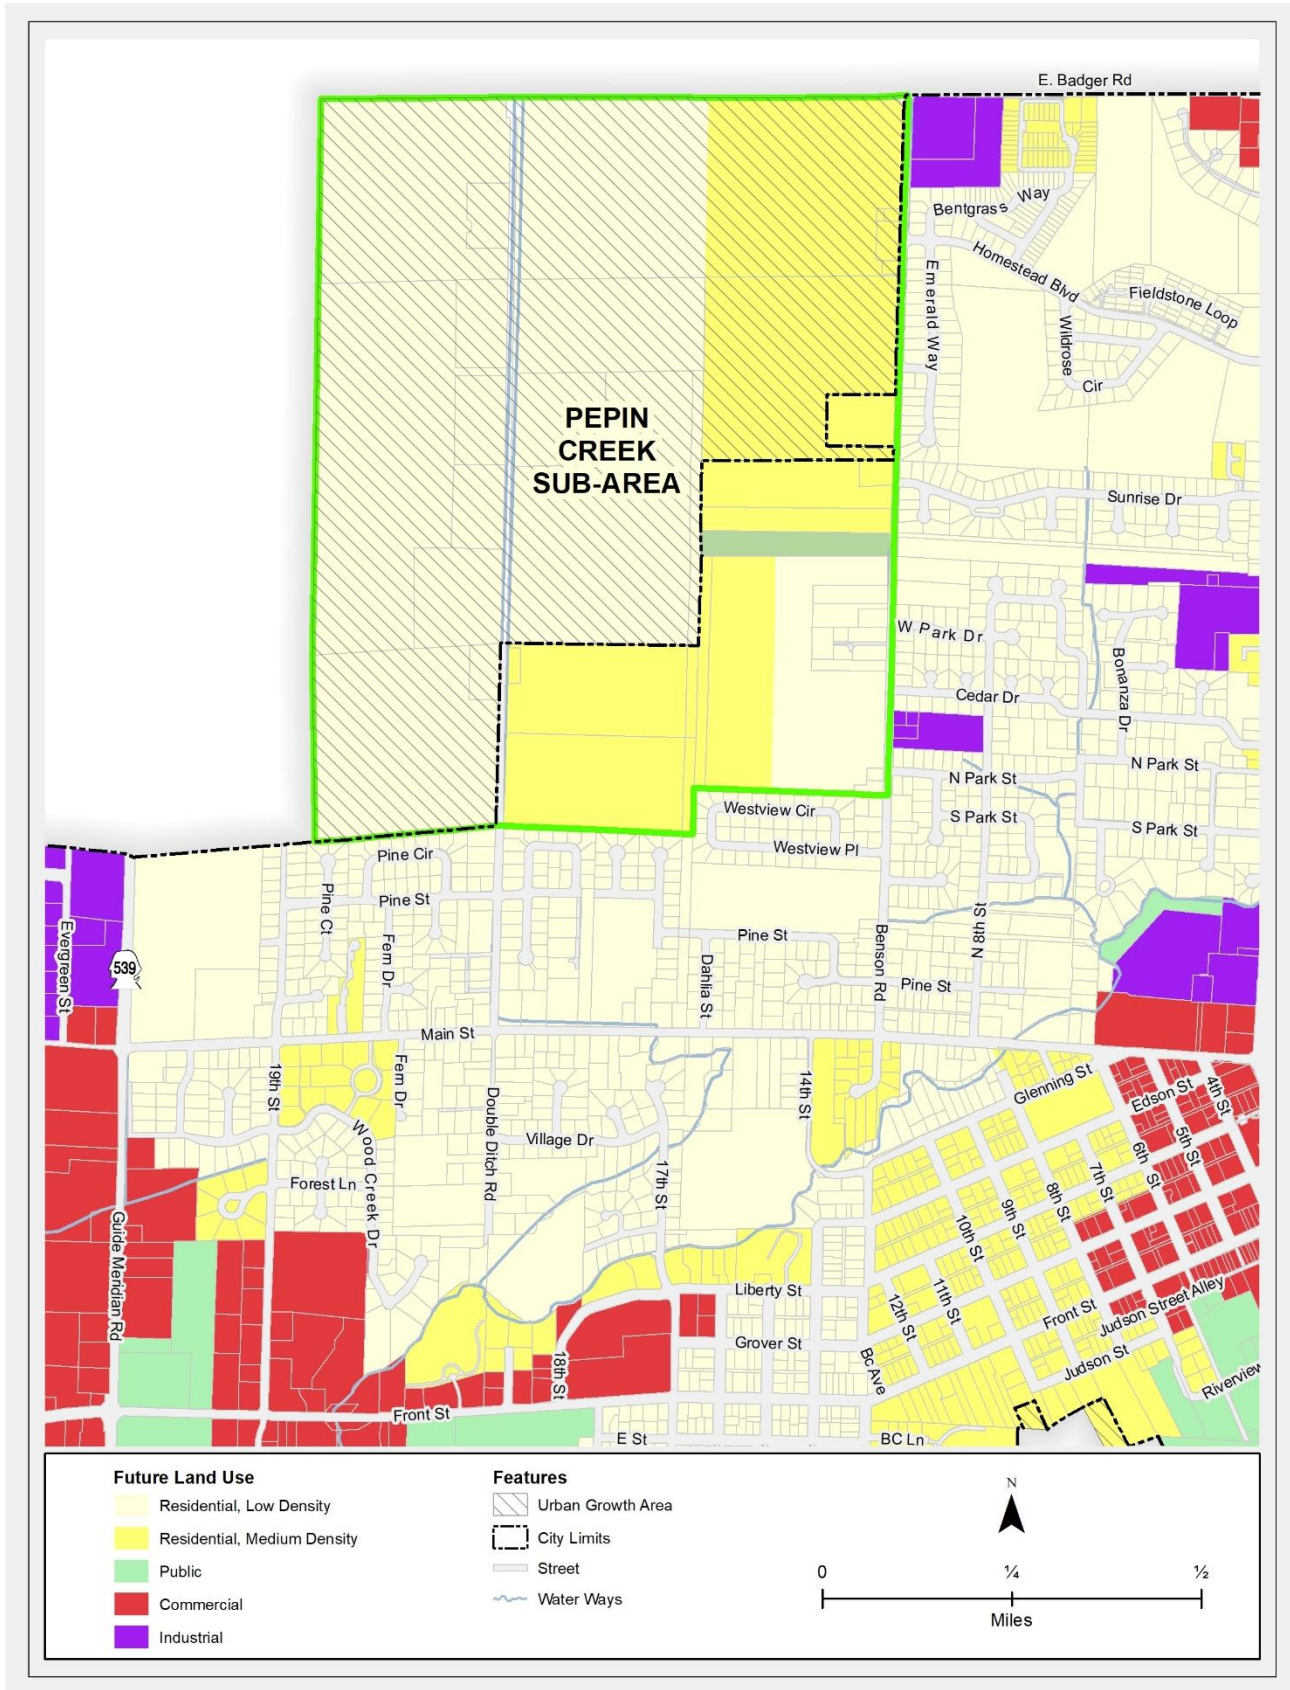 E. Badger Rd
Bentgrass Way
Homestead Blvd
Emerald Way
Fieldstone Loop
Wildrose
Cir
PEPIN
CREEK
SUB-AREA
Sunrise Dr
W Park Dr
Bonanza Dr
Cedar Dr
N Park St
N Park St
S Park St
S Park St
Westview Cir
Westview Pl
Pine Cir
Pine Ct
Pine St
Fern Dr
Evergreen St
539
Pine St
Dahlia St
Benson Rd
N 8th St
Pine St
Main St
19th St
Fern Dr
Double Ditch Rd
14th St
Glenning St
Edson St
4th St
5th St
6th St
7th St
8th St
9th St
10th St
11th St
12th St
Village Dr
17th St
Wood Creek Dr
Forest Ln
Guide Meridian Rd
Liberty St
Grover St
18th St
Bc Ave
Front St
Judson Street Alley
Judson St
Riverview
Front St
E St
BC Ln
Future Land Use
Residential, Low Density
Residential, Medium Density
Public
Commercial
Industrial
Features
Urban Growth Area
City Limits
Street
Water Ways
N
0 ¼ ½
Miles